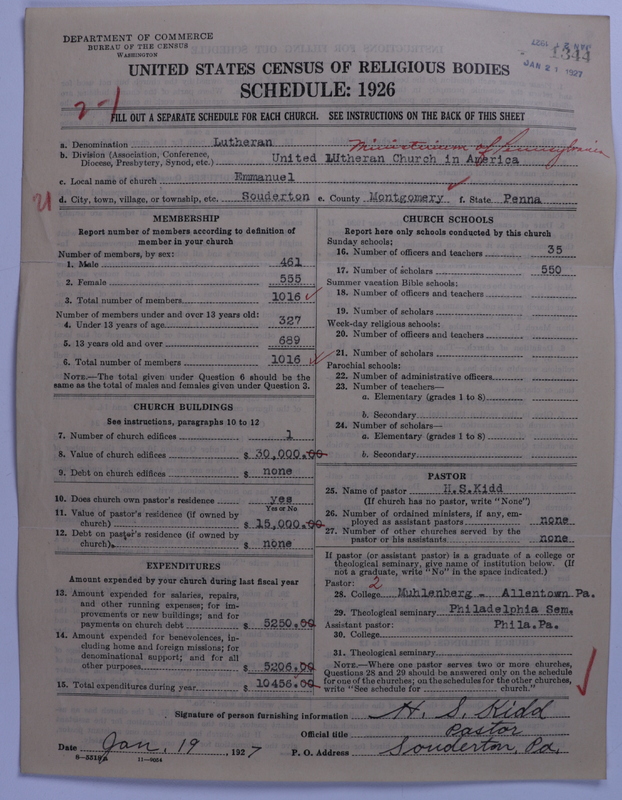 DEPARTMENT OF COMMERCE
BUREAU OF THE CENSUS
WASHINGTON
1344
JAN 21 1927
UNITED STATES CENSUS OF RELIGIOUS BODIES
SCHEDULE: 1926
2-1
FILL OUT A SEPARATE SCHEDULE FOR EACH CHURCH. SEE INSTRUCTIONS ON THE BACK OF THIS SHEET
a. Denomination Lutheran Ministerium of Pennsylvania
b. Division (Association, Conference, Diocese, Presbytery, Synod, etc.) United LUtheran Church in America
c. Local name of church Emmanuel
21
d. City, town, village, or township, etc. Souderton e. County Montgomery f. State Penna
MEMBERSHIP
Report number of members according to definition of
member in your church
Number of members, by sex:
1. Male 461
2. Female 555
3. Total number of members 1016
Number of members under and over 13 years old:
4. Under 13 years of age 327
5. 13 years old and over 689
6. Total number of members 1016
NOTE.—The total given under Question 6 should be the
same as the total of males and females given under Question 3.
CHURCH BUILDINGS
See instructions, paragraphs 10 to 12
7. Number of church edifices 1
8. Value of church edifices $ 30,000.00
9. Debt on church edifices $ none
10. Does church own pastor's residence yes
Yes or No
11. Value of pastor's residence (if owned by
church) $ 15,000.00
12. Debt on pastor's residence (if owned by
church) $ none
EXPENDITURES
Amount expended by your church during last fiscal year
13. Amount expended for salaries, repairs,
and other running expenses; for im-
provements or new buildings; and for
payments on church debt $ 5250.00
14. Amount expended for benevolences, in-
cluding home and foreign missions; for
denominational support; and for all
other purposes $ 5206.00
15. Total expenditures during year $ 10456.00
CHURCH SCHOOLS
Report here only schools conducted by this church
Sunday schools:
16. Number of officers and teachers 35
17. Number of scholars 550
Summer vacation Bible schools:
18. Number of officers and teachers
19. Number of scholars
Week-day religious schools:
20. Number of officers and teachers
21. Number of scholars
Parochial schools:
22. Number of administrative officers
23. Number of teachers—
a. Elementary (grades 1 to 8)
b. Secondary
24. Number of scholars—
a. Elementary (grades 1 to 8)
b. Secondary
PASTOR
25. Name of pastor H.S.Kidd
(If church has no pastor, write "None")
26. Number of ordained ministers, if any, em-
ployed as assistant pastors none
27. Number of other churches served by the
pastor or his assistants none
If pastor (or assistant pastor) is a graduate of a college or
theological seminary, give name of institution below. (If
not a graduate, write "No" in the space indicated.)
Pastor: 2
28. College Muhlenberg - Allentown Pa.
29. Theological seminary Philadelphia Sem.
Assistant pastor: Phila.Pa.
30. College
31. Theological seminary
NOTE.—Where one pastor serves two or more churches,
Questions 28 and 29 should be answered only on the schedule
for one of the churches; on the schedules for the other churches,
write "See schedule for church."
Signature of person furnishing information H. S. Kidd
Official title Pastor
Date Jan. 19 1927 P. O. Address Souderton, Pa.
11—9054